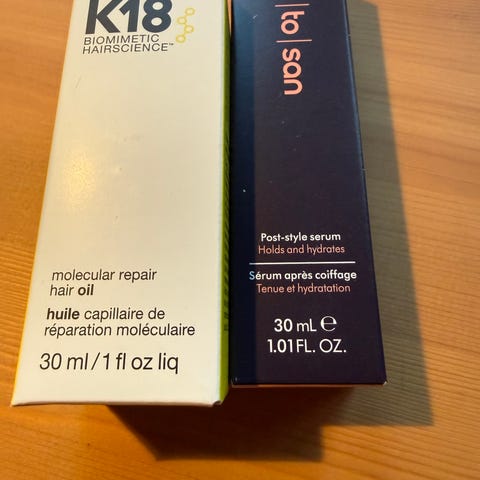 K18
BIOMIMETIC
HAIRSCIENCE™
molecular repair
hair oil
huile capillaire de
réparation moléculaire
30 ml/1 fl oz liq
|to|san
Post-style serum
Holds and hydrates
Sérum après coiffage
Tenue et hydratation
30 mL ℮
1.01 FL. OZ.